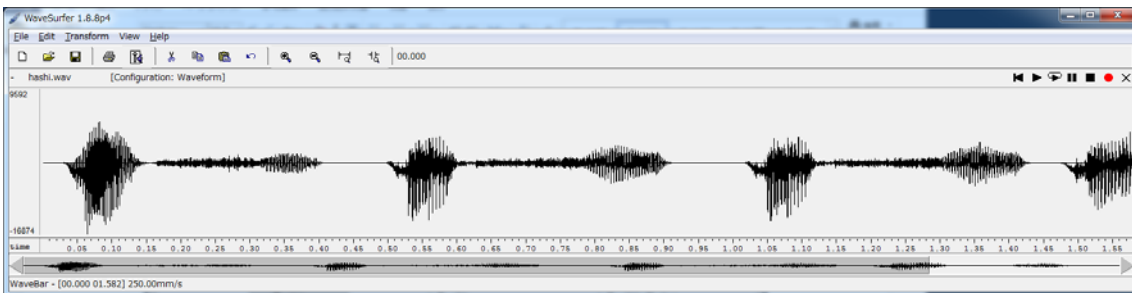 WaveSurfer 1.8.8p4
File Edit Transform View Help
00.000
- hashi.wav [Configuration: Waveform]
9592
-16874
time 0.05 0.10 0.15 0.20 0.25 0.30 0.35 0.40 0.45 0.50 0.55 0.60 0.65 0.70 0.75 0.80 0.85 0.90 0.95 1.00 1.05 1.10 1.15 1.20 1.25 1.30 1.35 1.40 1.45 1.50 1.55
WaveBar - [00.000 01.582] 250.00mm/s